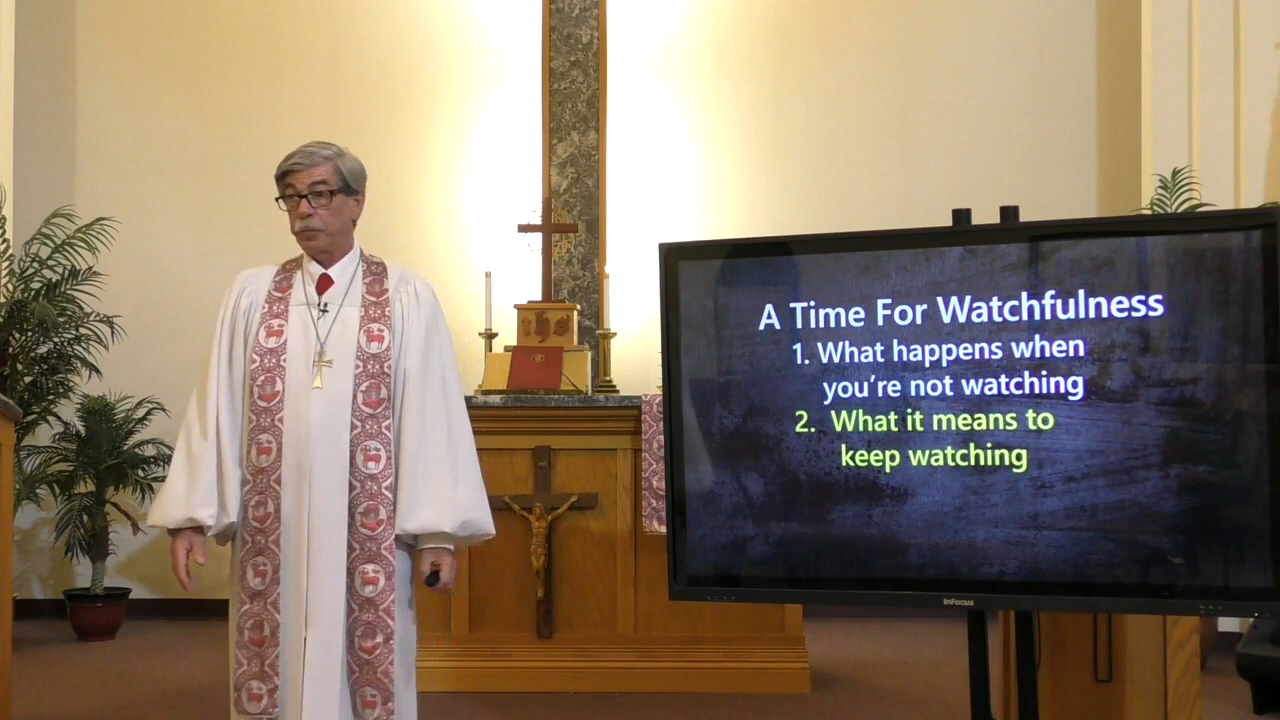 A Time For Watchfulness
1. What happens when
you're not watching
2. What it means to
keep watching
ihs
InFocus